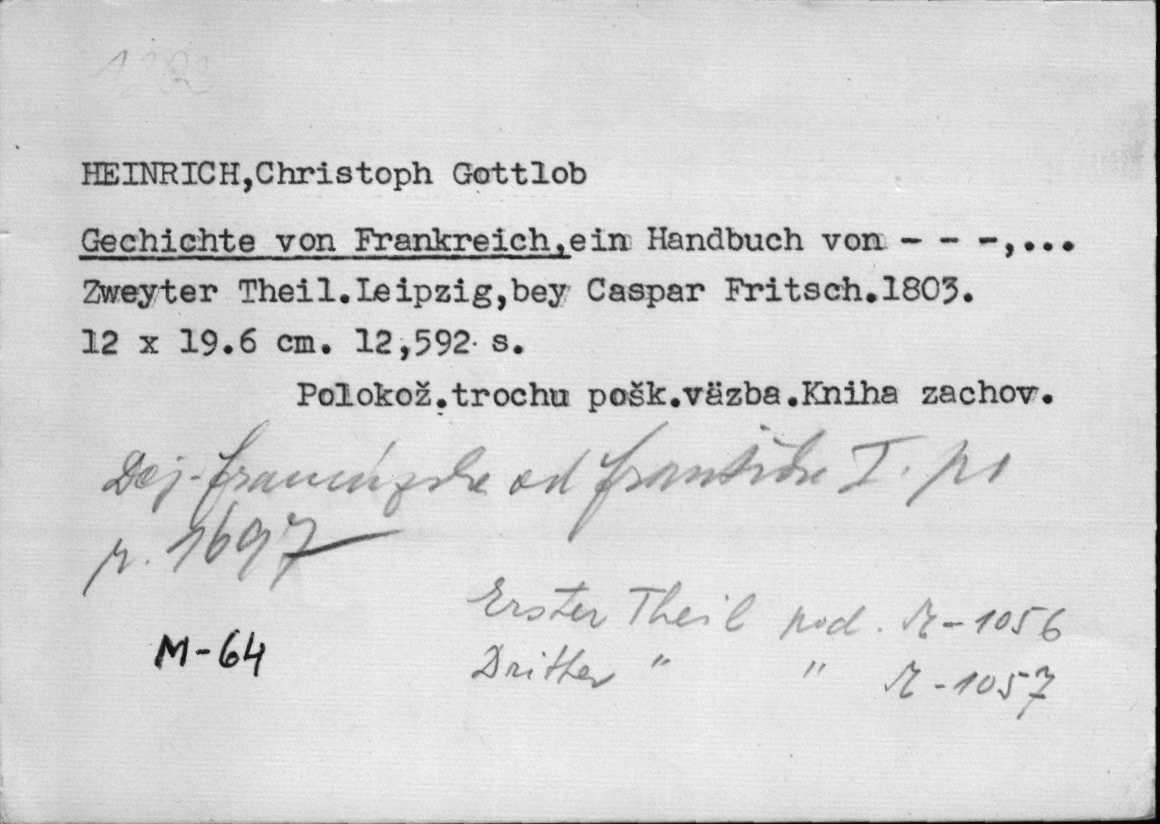 HEINRICH,Christoph Gottlob
Gechichte von Frankreich,ein Handbuch von - - -,...
Zweyter Theil.Leipzig,bey Caspar Fritsch.1803.
12 x 19.6 cm. 12,592 s.
Polokož.trochu pošk.väzba.Kniha zachov.
Dej. Francúzska od Františka I. po
r. 1697
Erster Theil pod. M-1056
M-64
Dritter " " M-1057